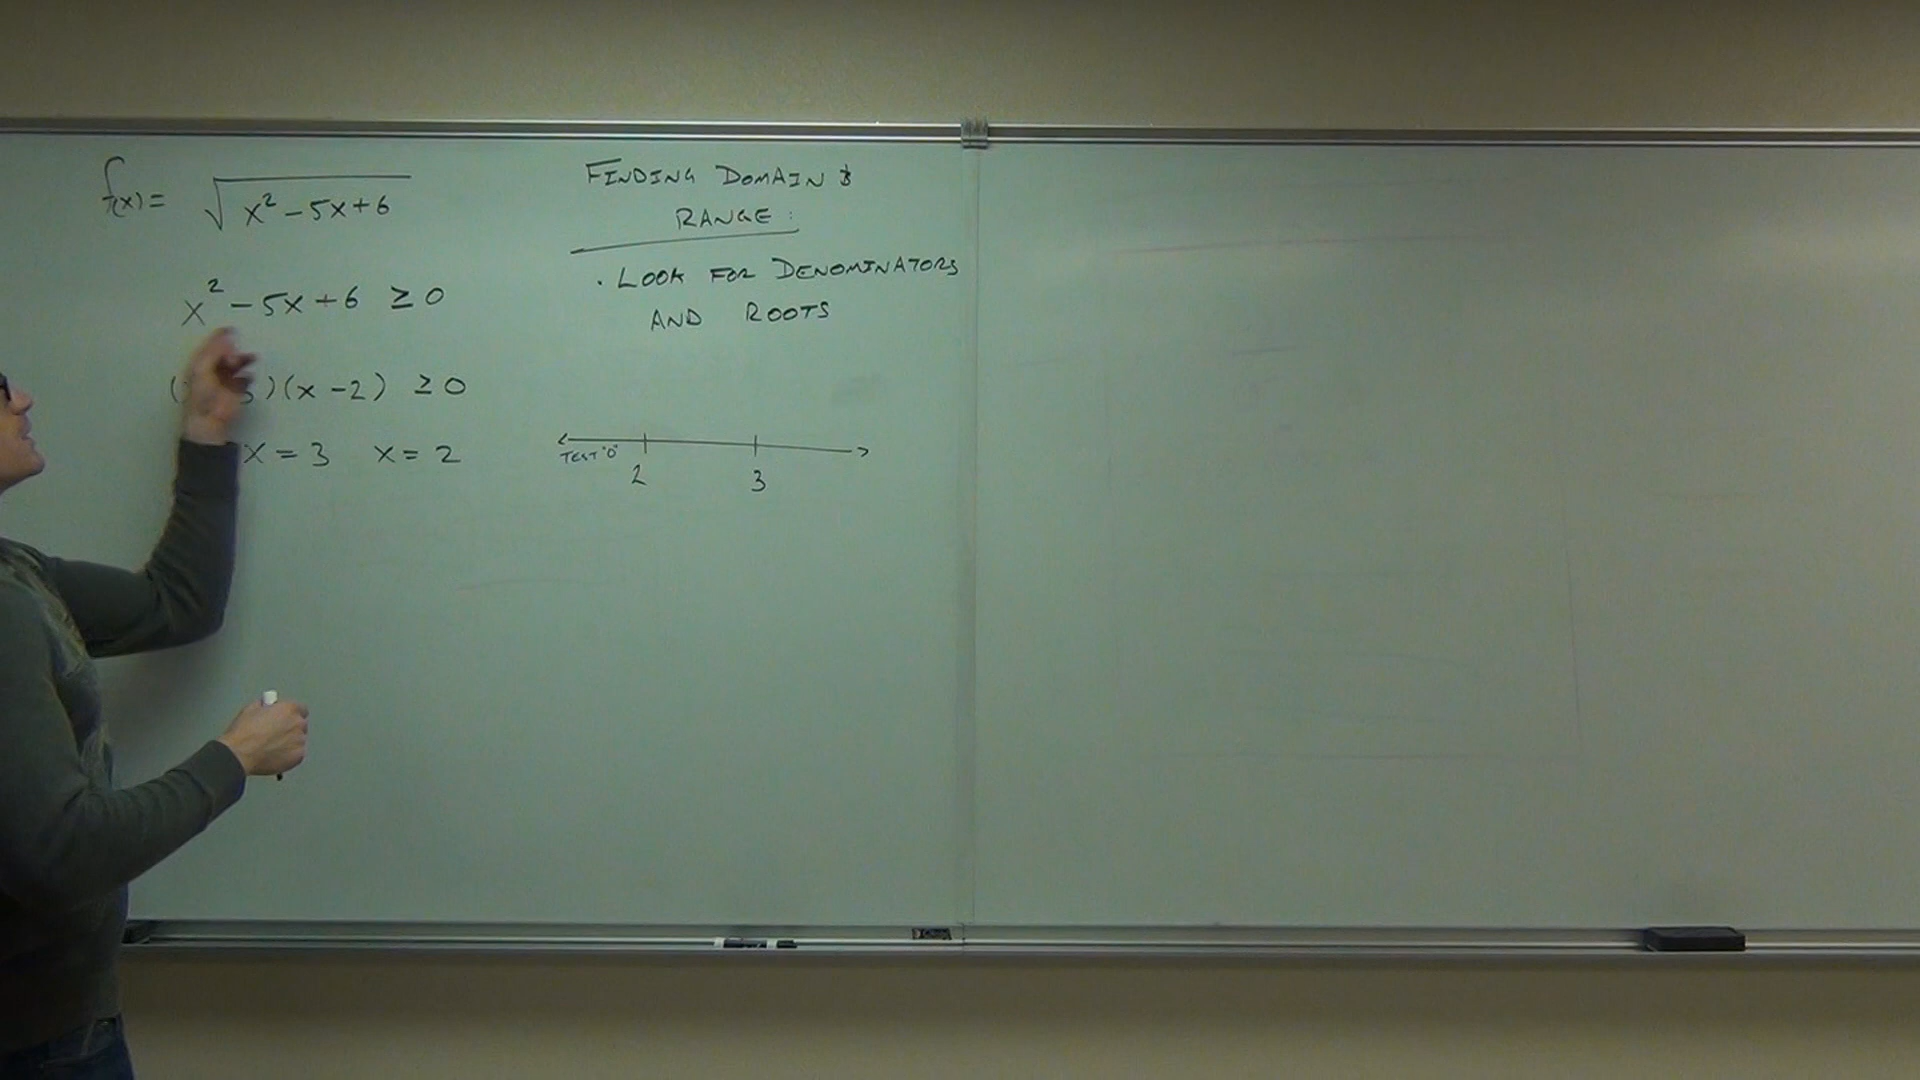 f(x) = √x² - 5x + 6
x² - 5x + 6 ≥ 0
)(x - 2) ≥ 0
x = 3 x = 2
FINDING DOMAIN &
RANGE:
· LOOK FOR DENOMINATORS
AND ROOTS
TEST "0"
2 3